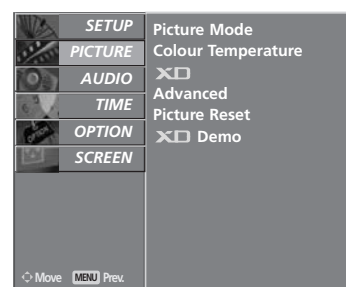 SETUP
PICTURE
AUDIO
TIME
OPTION
SCREEN
Move MENU Prev.
Picture Mode
Colour Temperature
XD
Advanced
Picture Reset
XD Demo